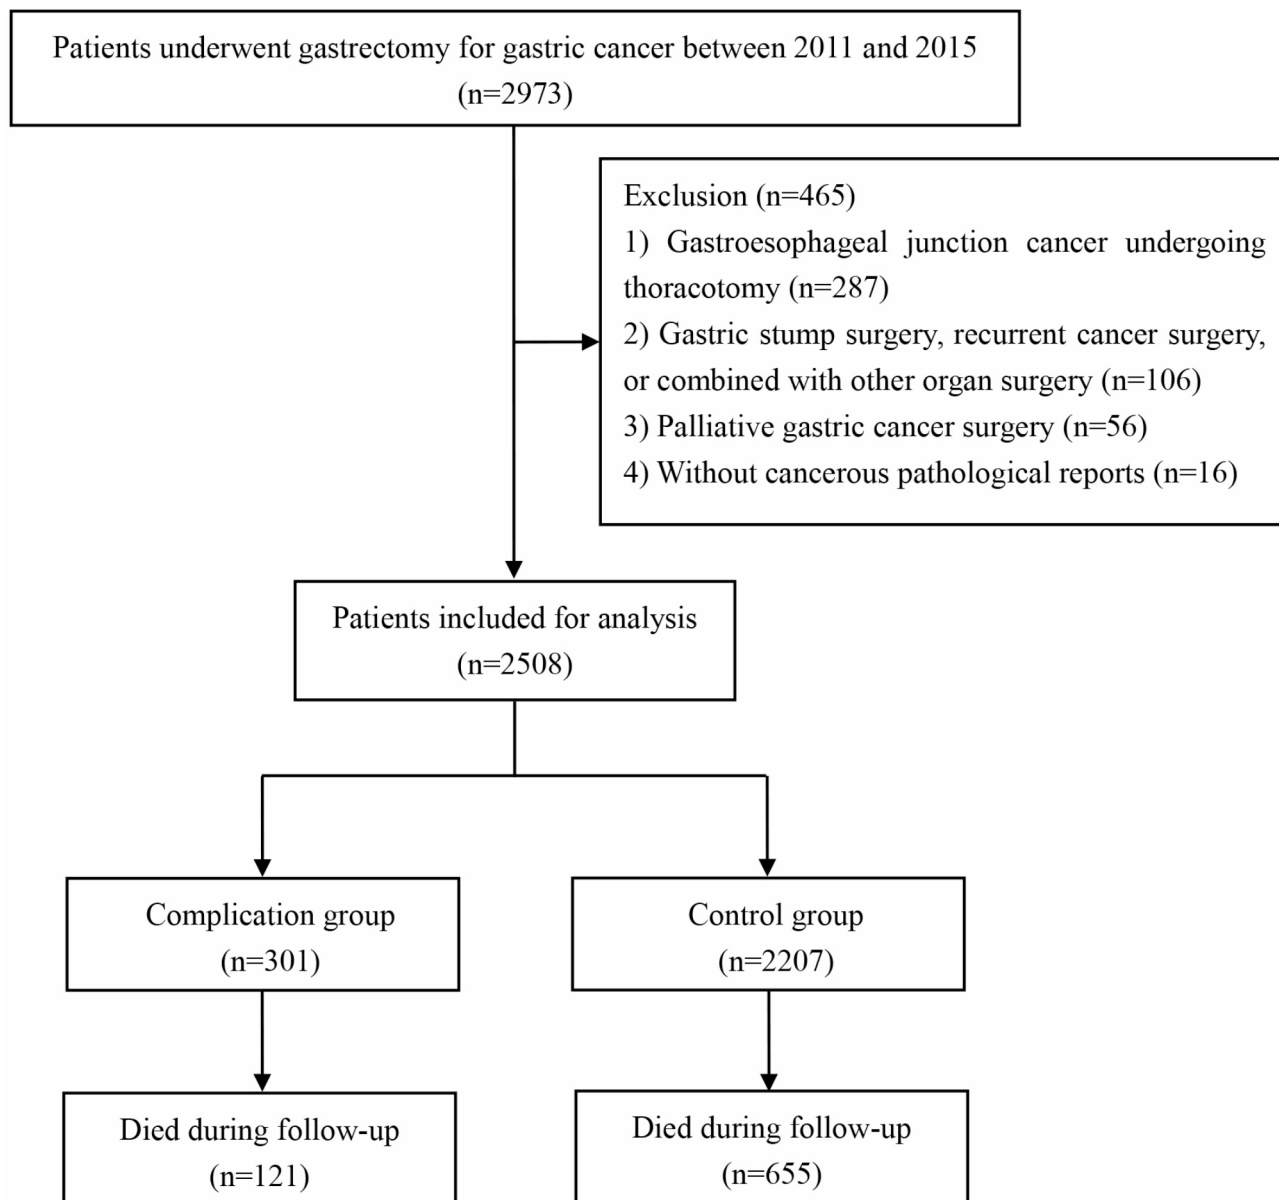 Patients underwent gastrectomy for gastric cancer between 2011 and 2015
(n=2973)
Exclusion (n=465)
1) Gastroesophageal junction cancer undergoing
thoracotomy (n=287)
2) Gastric stump surgery, recurrent cancer surgery,
or combined with other organ surgery (n=106)
3) Palliative gastric cancer surgery (n=56)
4) Without cancerous pathological reports (n=16)
Patients included for analysis
(n=2508)
Complication group
(n=301)
Control group
(n=2207)
Died during follow-up
(n=121)
Died during follow-up
(n=655)